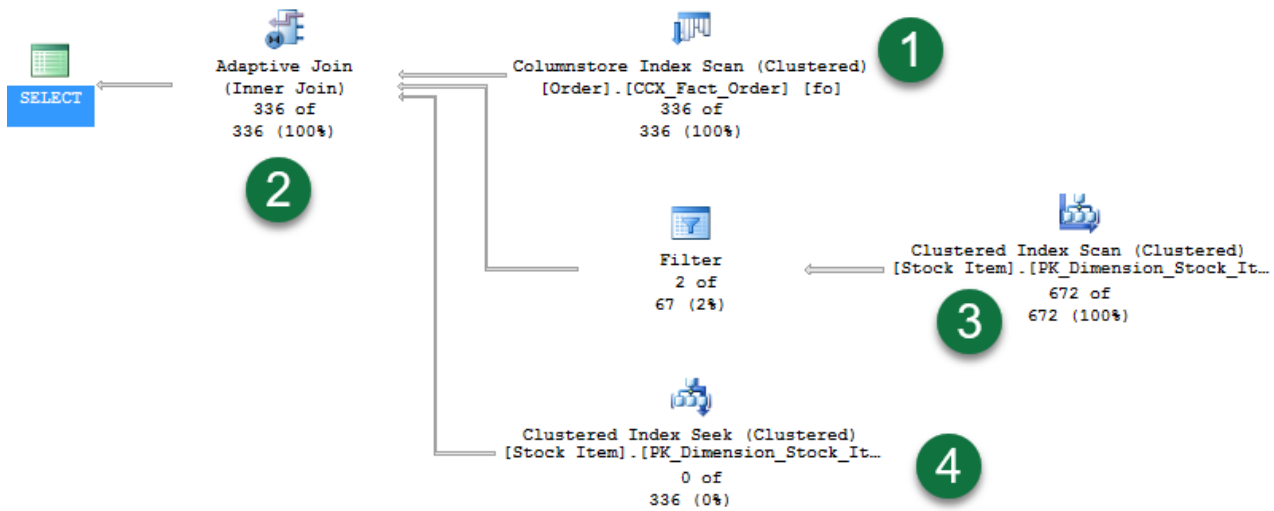 SELECT
Adaptive Join
(Inner Join)
336 of
336 (100%)
2
Columnstore Index Scan (Clustered)
[Order].[CCX_Fact_Order] [fo]
336 of
336 (100%)
1
Filter
2 of
67 (2%)
Clustered Index Scan (Clustered)
[Stock Item].[PK_Dimension_Stock_It…
672 of
672 (100%)
3
Clustered Index Seek (Clustered)
[Stock Item].[PK_Dimension_Stock_It…
0 of
336 (0%)
4